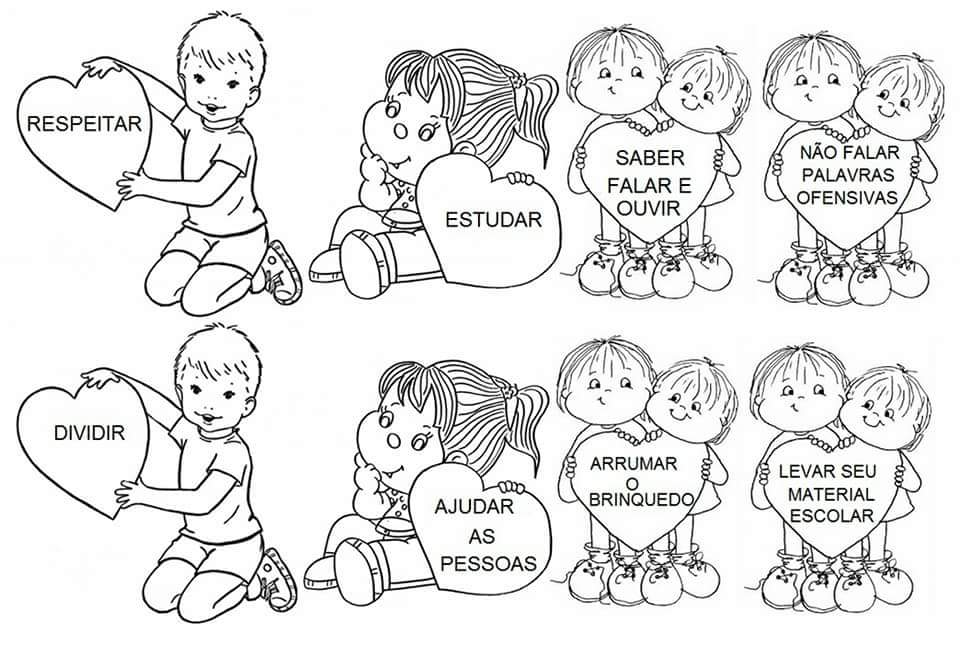 RESPEITAR
ESTUDAR
SABER
FALAR E
OUVIR
NÃO FALAR
PALAVRAS
OFENSIVAS
DIVIDIR
AJUDAR
AS
PESSOAS
ARRUMAR
O
BRINQUEDO
LEVAR SEU
MATERIAL
ESCOLAR